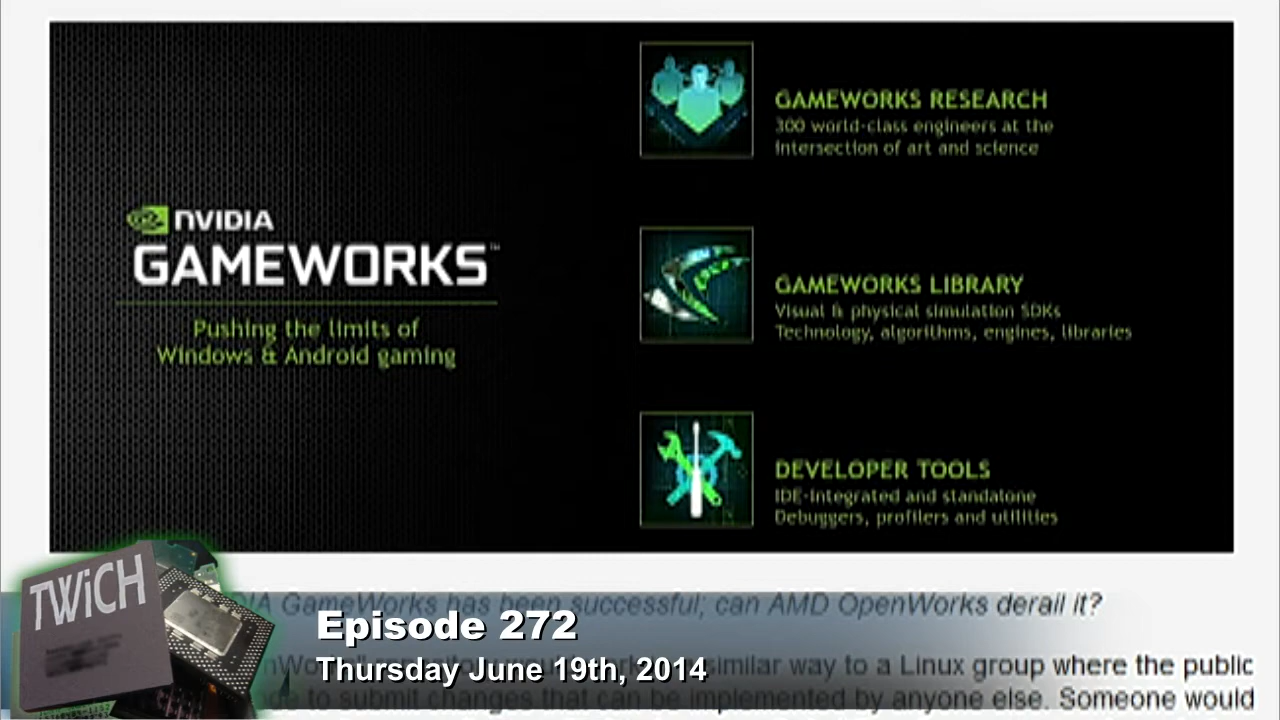 NVIDIA
GAMEWORKS™
Pushing the limits of
Windows & Android gaming
GAMEWORKS RESEARCH
300 world-class engineers at the
intersection of art and science
GAMEWORKS LIBRARY
Visual & physical simulation SDKs
Technology, algorithms, engines, libraries
DEVELOPER TOOLS
IDE-integrated and standalone
Debuggers, profilers and utilities
GameWorks has been successful; can AMD OpenWorks derail it?
similar way to a Linux group where the public
to submit changes that can be implemented by anyone else. Someone would
TWiCH
Episode 272
Thursday June 19th, 2014